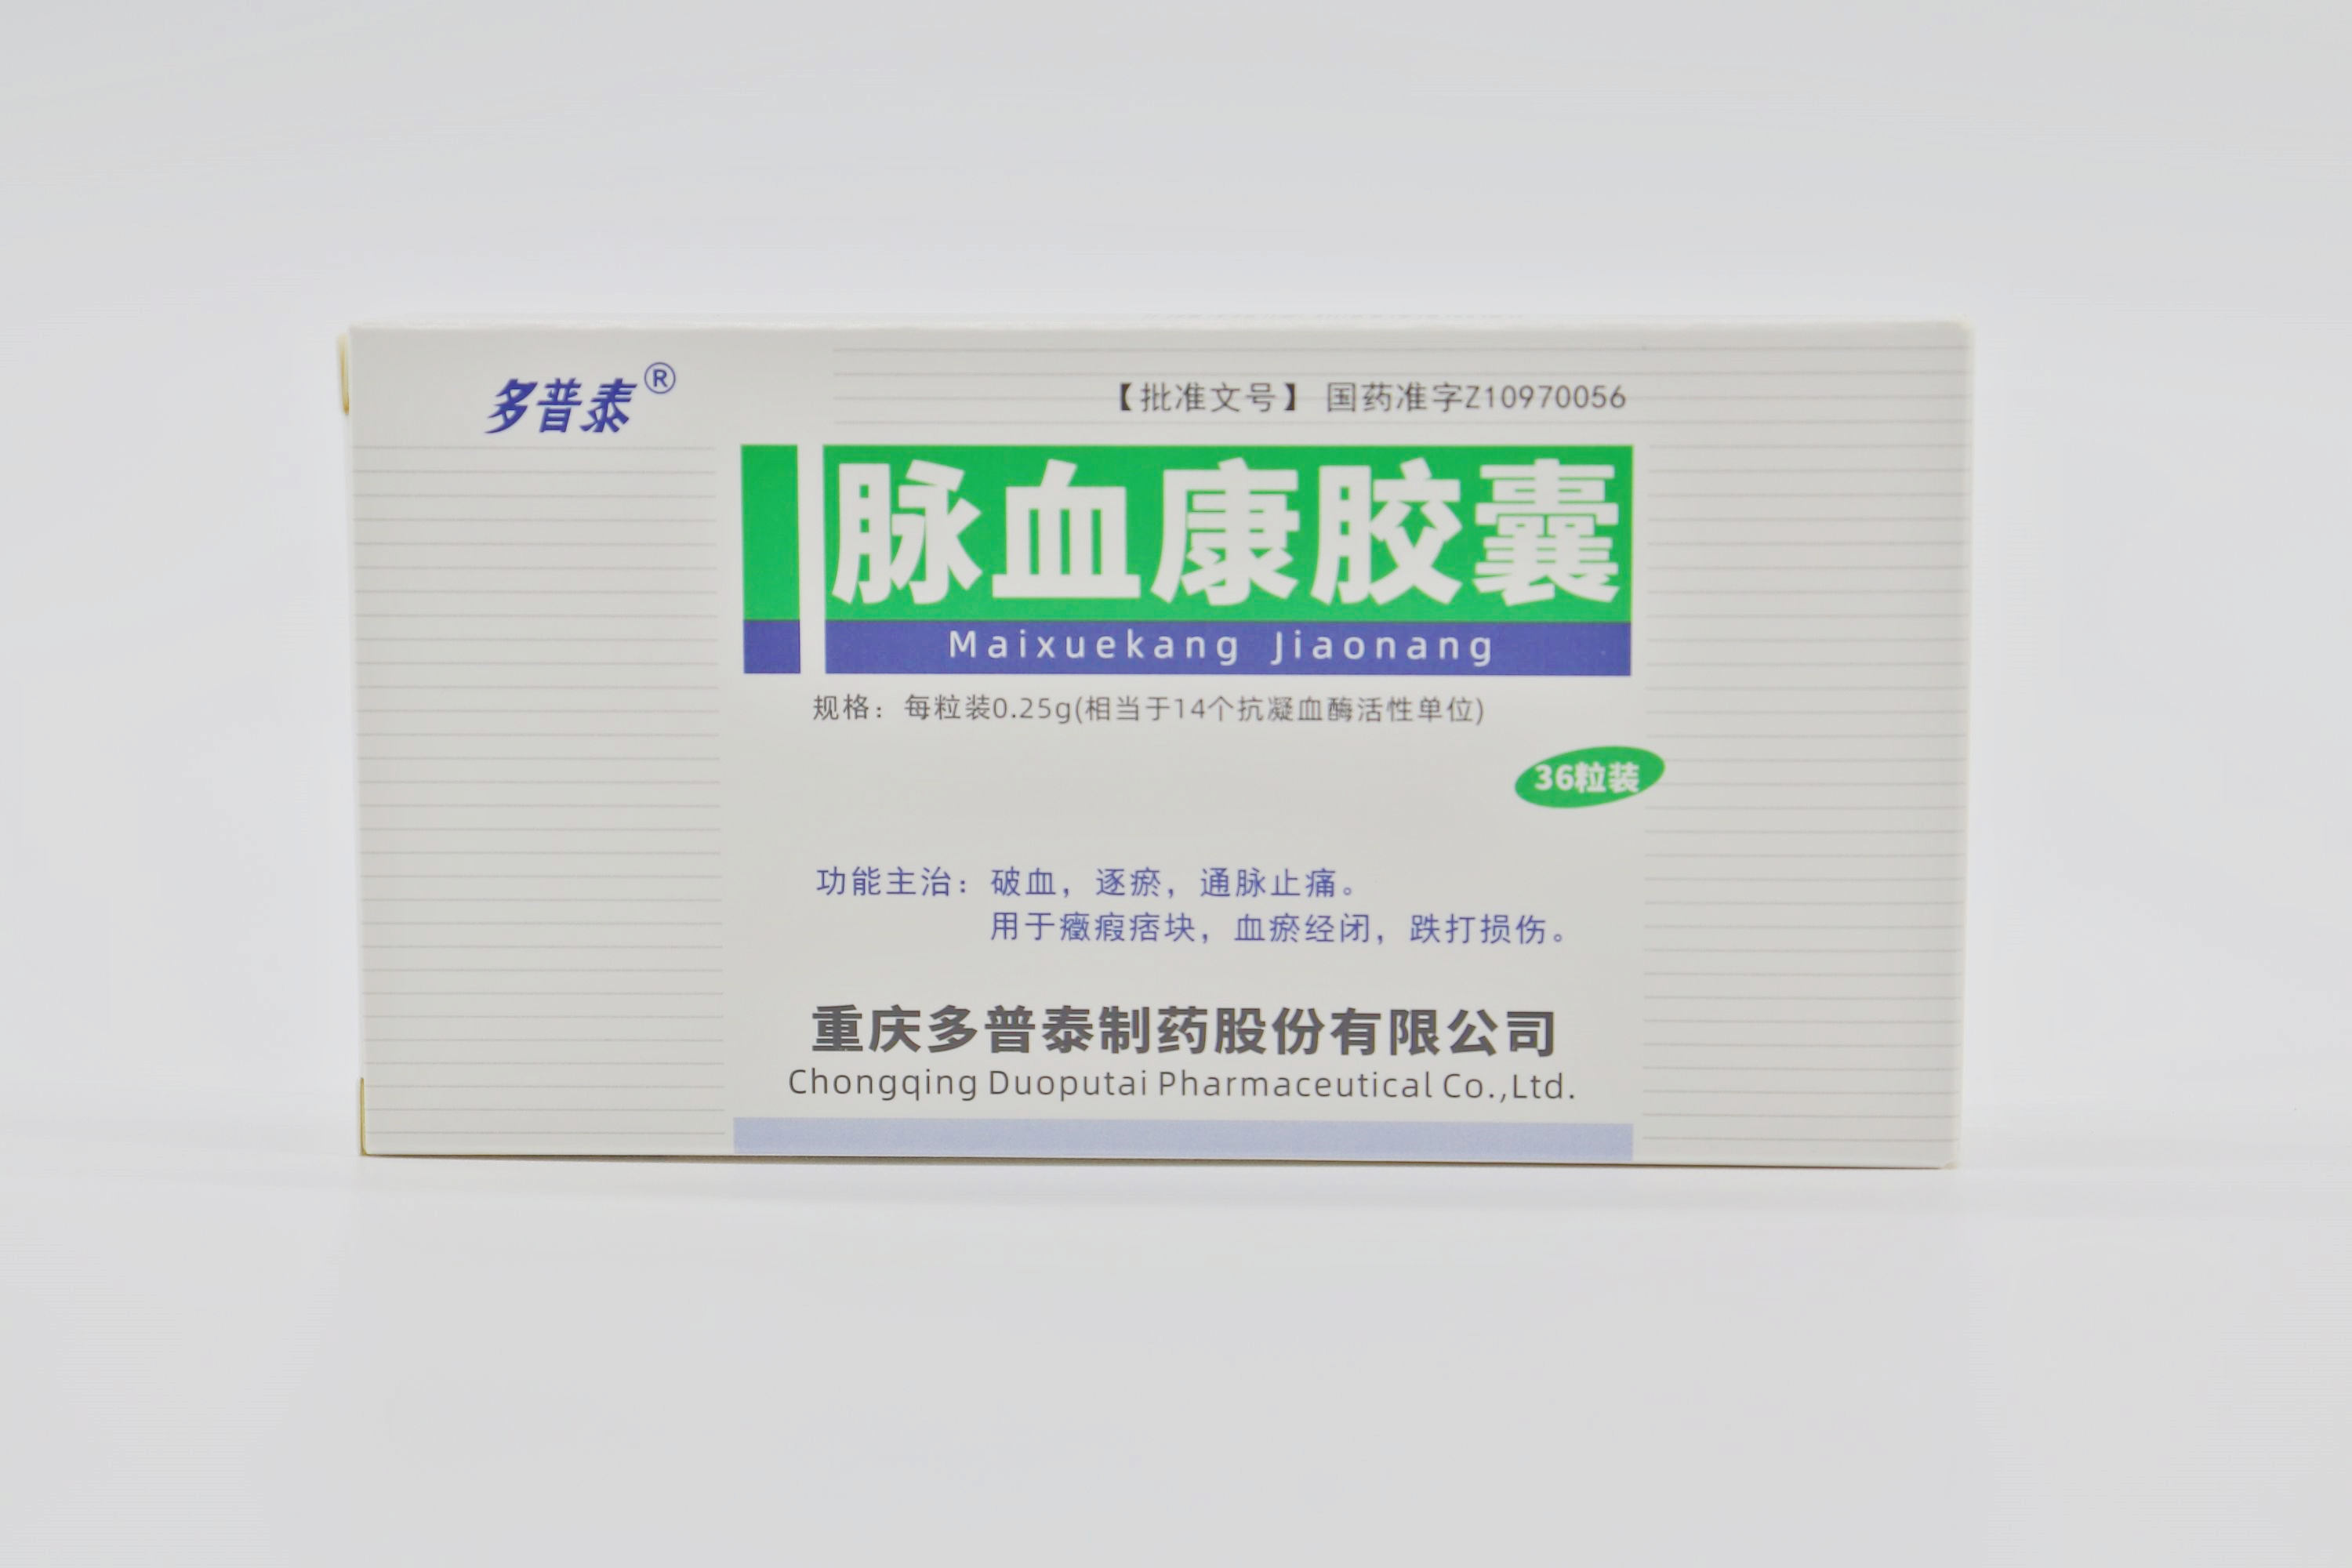 多普泰®
【批准文号】 国药准字Z10970056
脉血康胶囊
Maixuekang Jiaonang
规格：每粒装0.25g(相当于14个抗凝血酶活性单位)
36粒装
功能主治：破血，逐瘀，通脉止痛。
用于癥瘕痞块，血瘀经闭，跌打损伤。
重庆多普泰制药股份有限公司
Chongqing Duoputai Pharmaceutical Co.,Ltd.